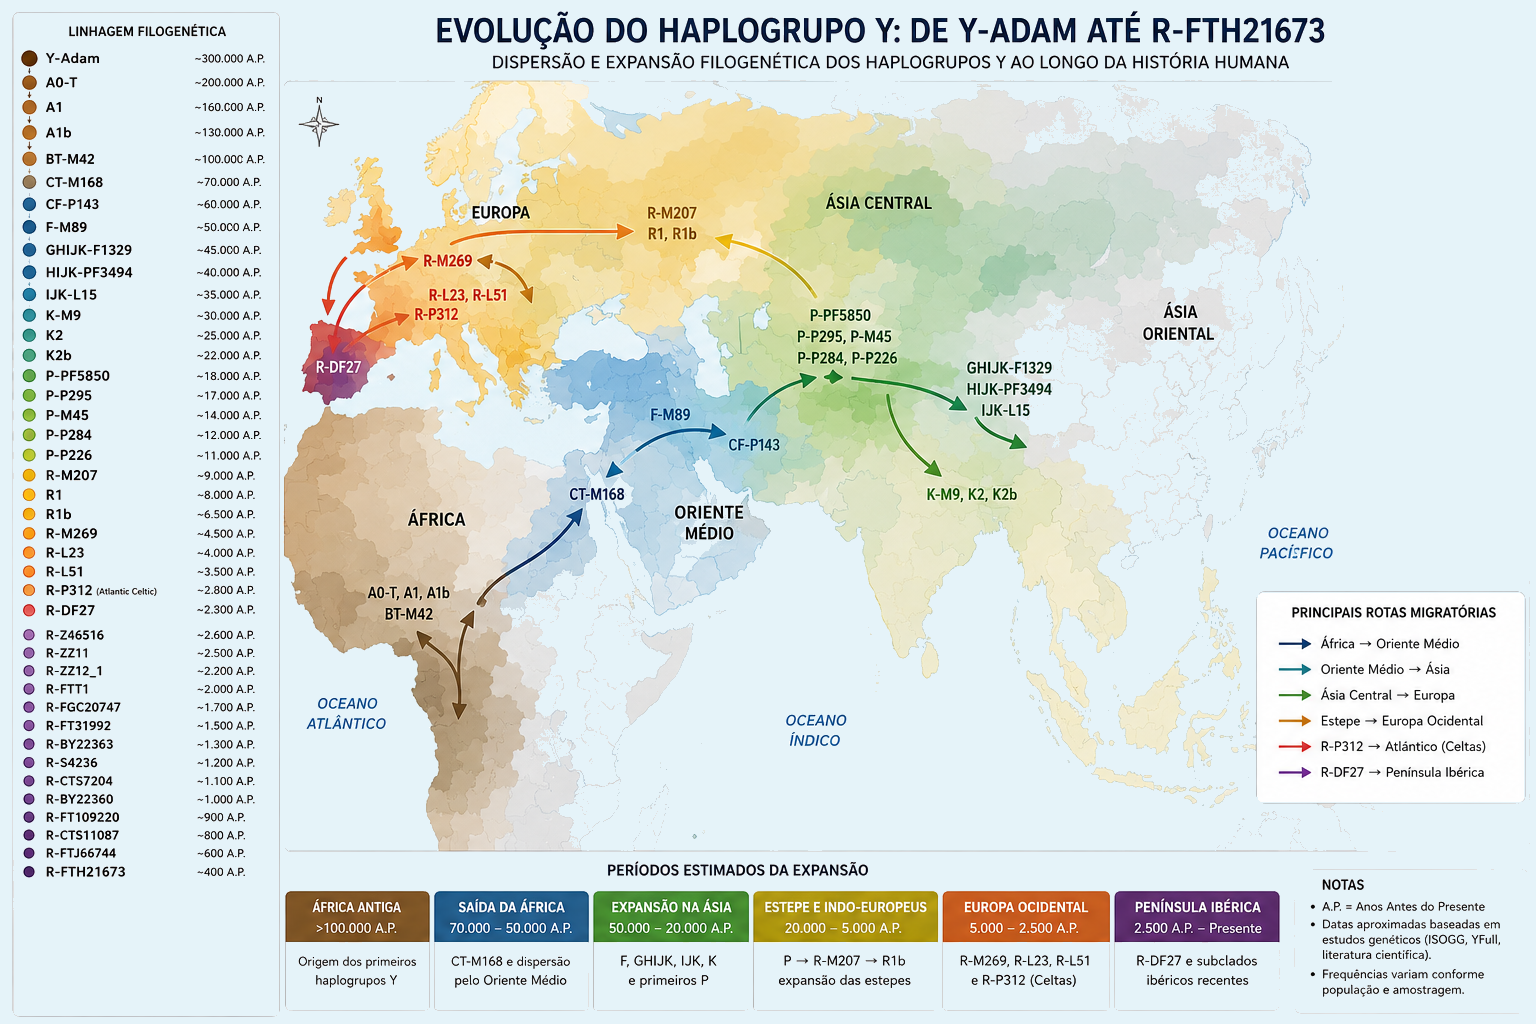 EVOLUÇÃO DO HAPLOGRUPO Y: DE Y-ADAM ATÉ R-FTH21673
DISPERSÃO E EXPANSÃO FILOGENÉTICA DOS HAPLOGRUPOS Y AO LONGO DA HISTÓRIA HUMANA
LINHAGEM FILOGENÉTICA
Y-Adam ~300.000 A.P.
A0-T ~200.000 A.P.
A1 ~160.000 A.P.
A1b ~130.000 A.P.
BT-M42 ~100.000 A.P.
CT-M168 ~70.000 A.P.
CF-P143 ~60.000 A.P.
F-M89 ~50.000 A.P.
GHIJK-F1329 ~45.000 A.P.
HIJK-PF3494 ~40.000 A.P.
IJK-L15 ~35.000 A.P.
K-M9 ~30.000 A.P.
K2 ~25.000 A.P.
K2b ~22.000 A.P.
P-PF5850 ~18.000 A.P.
P-P295 ~17.000 A.P.
P-M45 ~14.000 A.P.
P-P284 ~12.000 A.P.
P-P226 ~11.000 A.P.
R-M207 ~9.000 A.P.
R1 ~8.000 A.P.
R1b ~6.500 A.P.
R-M269 ~4.500 A.P.
R-L23 ~4.000 A.P.
R-L51 ~3.500 A.P.
R-P312 (Atlantic Celtic) ~2.800 A.P.
R-DF27 ~2.300 A.P.
R-Z46516 ~2.600 A.P.
R-ZZ11 ~2.500 A.P.
R-ZZ12_1 ~2.200 A.P.
R-FTT1 ~2.000 A.P.
R-FGC20747 ~1.700 A.P.
R-FT31992 ~1.500 A.P.
R-BY22363 ~1.300 A.P.
R-S4236 ~1.200 A.P.
R-CTS7204 ~1.100 A.P.
R-BY22360 ~1.000 A.P.
R-FT109220 ~900 A.P.
R-CTS11087 ~800 A.P.
R-FTJ66744 ~600 A.P.
R-FTH21673 ~400 A.P.
N
EUROPA
R-M207
R1, R1b
ÁSIA CENTRAL
R-M269
R-L23, R-L51
R-P312
R-DF27
P-PF5850
P-P295, P-M45
P-P284, P-P226
ÁSIA
ORIENTAL
GHIJK-F1329
HIJK-PF3494
IJK-L15
F-M89
CF-P143
CT-M168
K-M9, K2, K2b
ÁFRICA
ORIENTE
MÉDIO
A0-T, A1, A1b
BT-M42
OCEANO
PACÍFICO
OCEANO
ATLÂNTICO
OCEANO
ÍNDICO
PRINCIPAIS ROTAS MIGRATÓRIAS
África → Oriente Médio
Oriente Médio → Ásia
Ásia Central → Europa
Estepe → Europa Ocidental
R-P312 → Atlántico (Celtas)
R-DF27 → Península Ibérica
PERÍODOS ESTIMADOS DA EXPANSÃO
ÁFRICA ANTIGA
>100.000 A.P.
Origem dos primeiros
haplogrupos Y
SAÍDA DA ÁFRICA
70.000 – 50.000 A.P.
CT-M168 e dispersão
pelo Oriente Médio
EXPANSÃO NA ÁSIA
50.000 – 20.000 A.P.
F, GHIJK, IJK, K
e primeiros P
ESTEPE E INDO-EUROPEUS
20.000 – 5.000 A.P.
P → R-M207 → R1b
expansão das estepes
EUROPA OCIDENTAL
5.000 – 2.500 A.P.
R-M269, R-L23, R-L51
e R-P312 (Celtas)
PENÍNSULA IBÉRICA
2.500 A.P. – Presente
R-DF27 e subclados
ibéricos recentes
NOTAS
• A.P. = Anos Antes do Presente
• Datas aproximadas baseadas em
estudos genéticos (ISOGG, YFull,
literatura científica).
• Frequências variam conforme
população e amostragem.